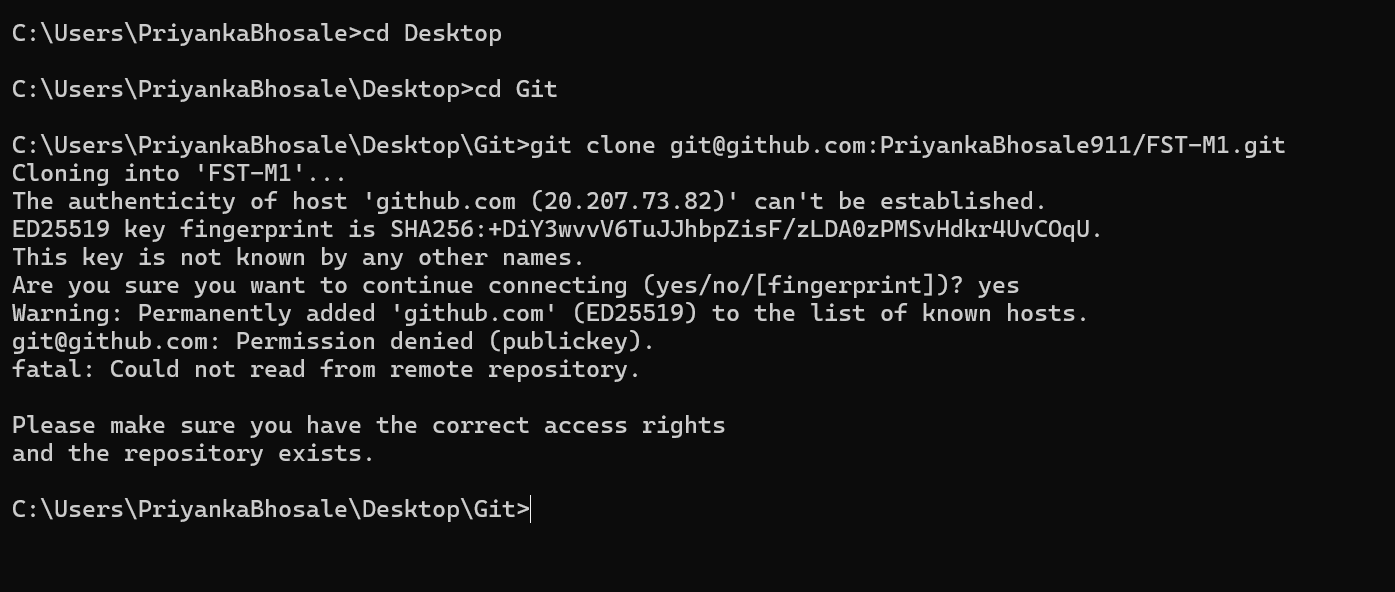 C:\Users\PriyankaBhosale>cd Desktop
C:\Users\PriyankaBhosale\Desktop>cd Git
C:\Users\PriyankaBhosale\Desktop\Git>git clone git@github.com:PriyankaBhosale911/FST-M1.git
Cloning into 'FST-M1'...
The authenticity of host 'github.com (20.207.73.82)' can't be established.
ED25519 key fingerprint is SHA256:+DiY3wvvV6TuJJhbpZisF/zLDA0zPMSvHdkr4UvCOqU.
This key is not known by any other names.
Are you sure you want to continue connecting (yes/no/[fingerprint])? yes
Warning: Permanently added 'github.com' (ED25519) to the list of known hosts.
git@github.com: Permission denied (publickey).
fatal: Could not read from remote repository.
Please make sure you have the correct access rights
and the repository exists.
C:\Users\PriyankaBhosale\Desktop\Git>